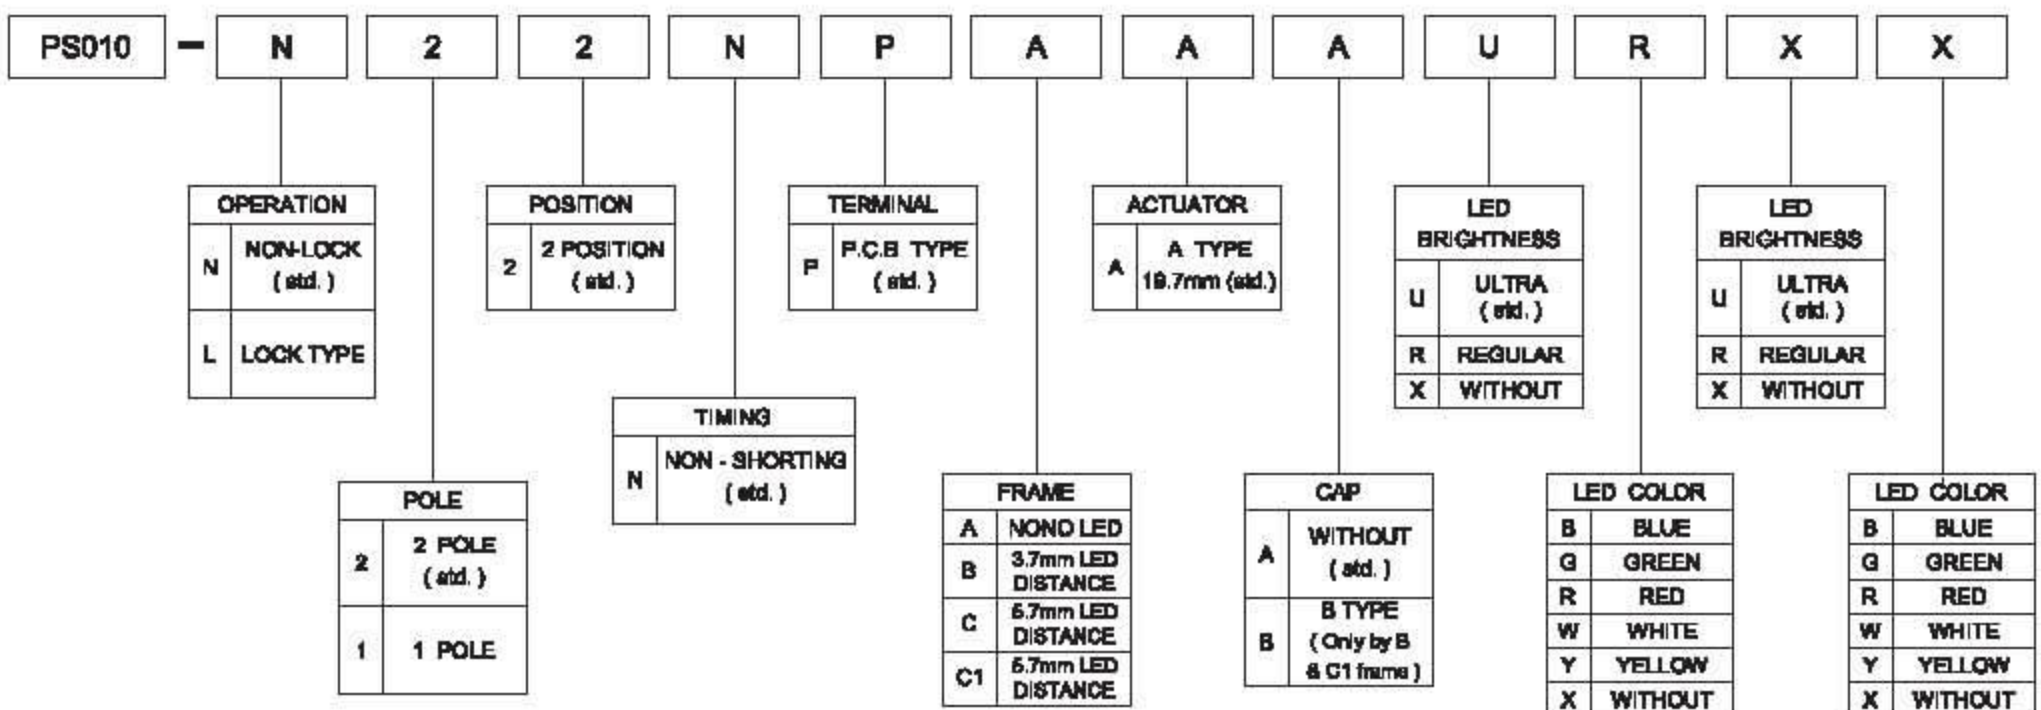 PS010 - N 2 2 N P A A A U R X X
OPERATION
N NON-LOCK
( std. )
L LOCK TYPE
POLE
2 2 POLE
( std. )
1 1 POLE
POSITION
2 2 POSITION
( std. )
TIMING
N NON - SHORTING
( std. )
TERMINAL
P P.C.B TYPE
( std. )
FRAME
A NONO LED
B 3.7mm LED
DISTANCE
C 5.7mm LED
DISTANCE
C1 5.7mm LED
DISTANCE
ACTUATOR
A A TYPE
(std.)
CAP
A WITHOUT
( std. )
B B TYPE
( Only by B
& C1 frame )
LED
BRIGHTNESS
U ULTRA
( std. )
R REGULAR
X WITHOUT
LED COLOR
B BLUE
G GREEN
R RED
W WHITE
Y YELLOW
X WITHOUT
LED
BRIGHTNESS
U ULTRA
( std. )
R REGULAR
X WITHOUT
LED COLOR
B BLUE
G GREEN
R RED
W WHITE
Y YELLOW
X WITHOUT